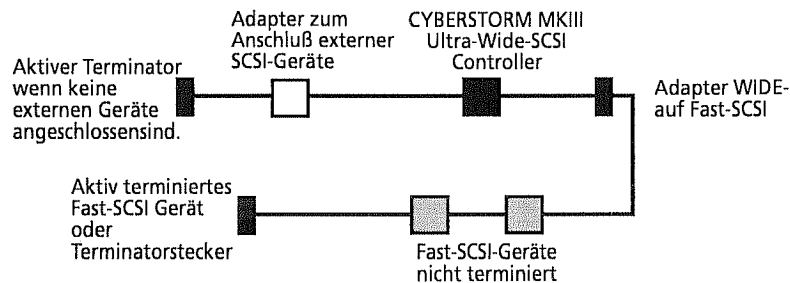 Aktiver Terminator
wenn keine
externen Geräte
angeschlossensind.
Adapter zum
Anschluß externer
SCSI-Geräte
CYBERSTORM MKIII
Ultra-Wide-SCSI
Controller
Adapter WIDE-
auf Fast-SCSI
Aktiv terminiertes
Fast-SCSI Gerät
oder
Terminatorstecker
Fast-SCSI-Geräte
nicht terminiert